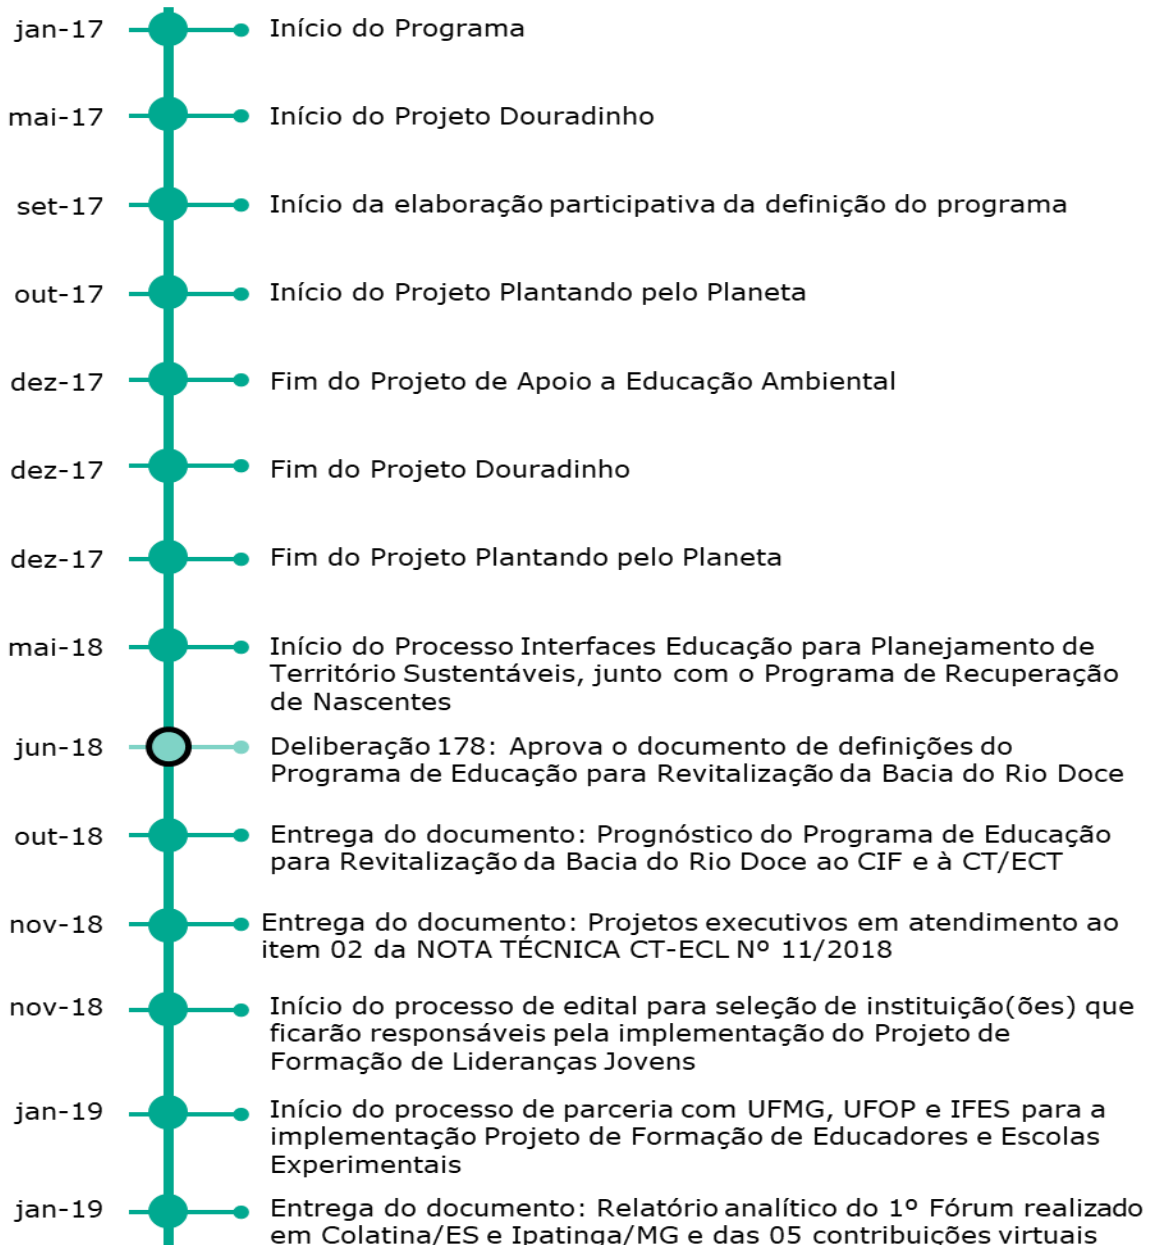 jan-17 Início do Programa
mai-17 Início do Projeto Douradinho
set-17 Início da elaboração participativa da definição do programa
out-17 Início do Projeto Plantando pelo Planeta
dez-17 Fim do Projeto de Apoio a Educação Ambiental
dez-17 Fim do Projeto Douradinho
dez-17 Fim do Projeto Plantando pelo Planeta
mai-18 Início do Processo Interfaces Educação para Planejamento de
Território Sustentáveis, junto com o Programa de Recuperação
de Nascentes
jun-18 Deliberação 178: Aprova o documento de definições do
Programa de Educação para Revitalização da Bacia do Rio Doce
out-18 Entrega do documento: Prognóstico do Programa de Educação
para Revitalização da Bacia do Rio Doce ao CIF e à CT/ECT
nov-18 Entrega do documento: Projetos executivos em atendimento ao
item 02 da NOTA TÉCNICA CT-ECL Nº 11/2018
nov-18 Início do processo de edital para seleção de instituição(ões) que
ficarão responsáveis pela implementação do Projeto de
Formação de Lideranças Jovens
jan-19 Início do processo de parceria com UFMG, UFOP e IFES para a
implementação Projeto de Formação de Educadores e Escolas
Experimentais
jan-19 Entrega do documento: Relatório analítico do 1º Fórum realizado
em Colatina/ES e Ipatinga/MG e das 05 contribuições virtuais